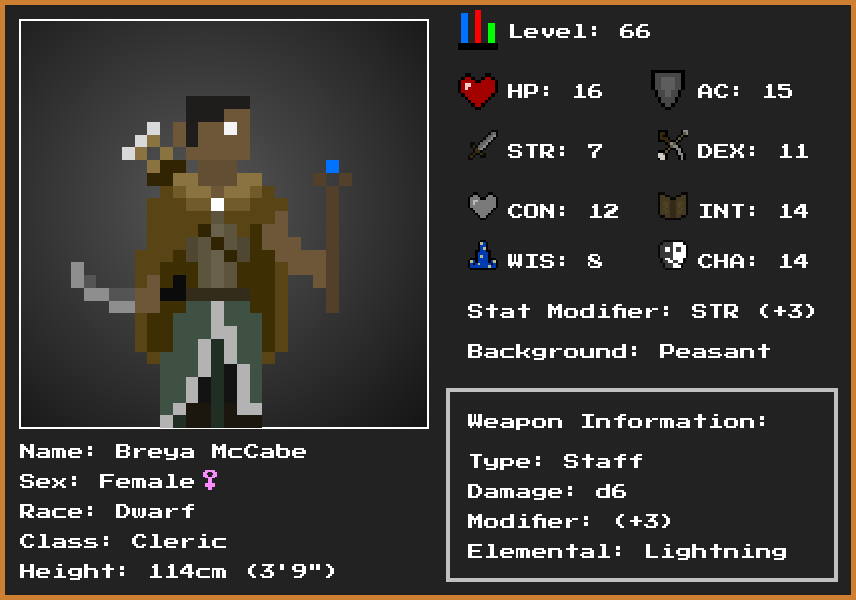 Level: 66
HP: 16
AC: 15
STR: 7
DEX: 11
CON: 12
INT: 14
WIS: 8
CHA: 14
Stat Modifier: STR (+3)
Background: Peasant
Weapon Information:
Type: Staff
Damage: d6
Modifier: (+3)
Elemental: Lightning
Name: Breya McCabe
Sex: Female♀
Race: Dwarf
Class: Cleric
Height: 114cm (3'9")